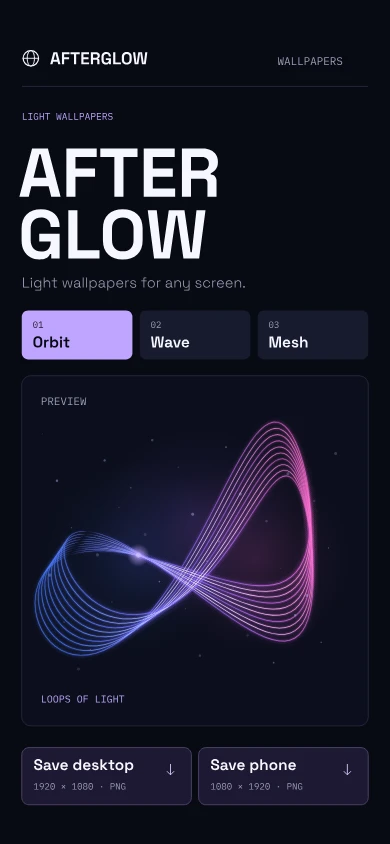 AFTERGLOW
WALLPAPERS
LIGHT WALLPAPERS
AFTER
GLOW
Light wallpapers for any screen.
01
Orbit
02
Wave
03
Mesh
PREVIEW
LOOPS OF LIGHT
Save desktop ↓
1920 × 1080 · PNG
Save phone ↓
1080 × 1920 · PNG